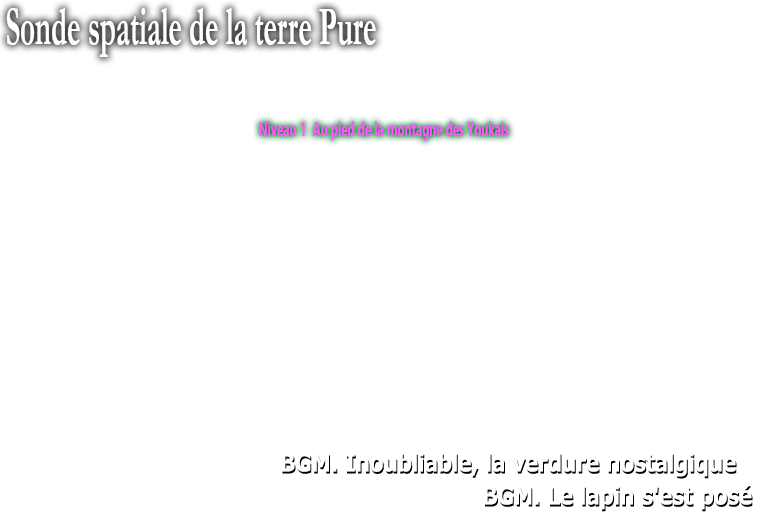 Sonde spatiale de la terre Pure
Niveau 1 Au pied de la montagne des Youkais
BGM. Inoubliable, la verdure nostalgique
BGM. Le lapin s'est posé